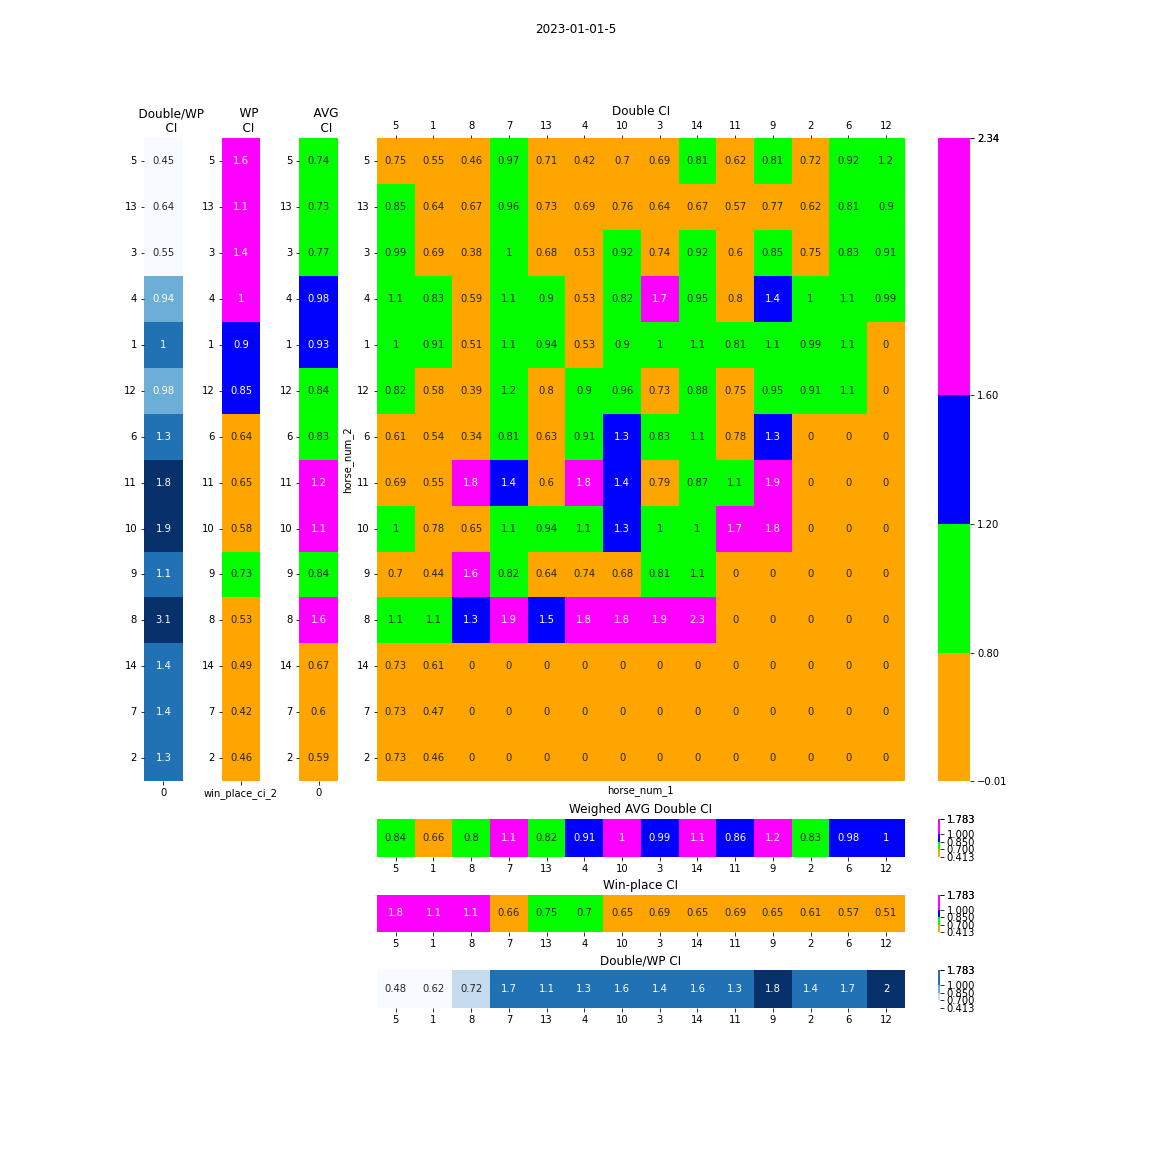 2023-01-01-5
Double/WP WP AVG Double CI
CI CI CI 5 1 8 7 13 4 10 3 14 11 9 2 6 12
2.34
5 0.45 5 1.6 5 0.74 5 0.75 0.55 0.46 0.97 0.71 0.42 0.7 0.69 0.81 0.62 0.81 0.72 0.92 1.2
13 0.64 13 1.1 13 0.73 13 0.85 0.64 0.67 0.96 0.73 0.69 0.76 0.64 0.67 0.57 0.77 0.62 0.81 0.9
3 0.55 3 1.4 3 0.77 3 0.99 0.69 0.38 1 0.68 0.53 0.92 0.74 0.92 0.6 0.85 0.75 0.83 0.91
4 0.94 4 1 4 0.98 4 1.1 0.83 0.59 1.1 0.9 0.53 0.82 1.7 0.95 0.8 1.4 1 1.1 0.99
1 1 1 0.9 1 0.93 1 1 0.91 0.51 1.1 0.94 0.53 0.9 1 1.1 0.81 1.1 0.99 1.1 0
12 0.98 12 0.85 12 0.84 12 0.82 0.58 0.39 1.2 0.8 0.9 0.96 0.73 0.88 0.75 0.95 0.91 1.1 0
1.60
6 1.3 6 0.64 6 0.83 6 0.61 0.54 0.34 0.81 0.63 0.91 1.3 0.83 1.1 0.78 1.3 0 0 0
horse_num_2
11 1.8 11 0.65 11 1.2 11 0.69 0.55 1.8 1.4 0.6 1.8 1.4 0.79 0.87 1.1 1.9 0 0 0
1.20
10 1.9 10 0.58 10 1.1 10 1 0.78 0.65 1.1 0.94 1.1 1.3 1 1 1.7 1.8 0 0 0
9 1.1 9 0.73 9 0.84 9 0.7 0.44 1.6 0.82 0.64 0.74 0.68 0.81 1.1 0 0 0 0 0
8 3.1 8 0.53 8 1.6 8 1.1 1.1 1.3 1.9 1.5 1.8 1.8 1.9 2.3 0 0 0 0 0
0.80
14 1.4 14 0.49 14 0.67 14 0.73 0.61 0 0 0 0 0 0 0 0 0 0 0 0
7 1.4 7 0.42 7 0.6 7 0.73 0.47 0 0 0 0 0 0 0 0 0 0 0 0
2 1.3 2 0.46 2 0.59 2 0.73 0.46 0 0 0 0 0 0 0 0 0 0 0 0
−0.01
0 win_place_ci_2 0 horse_num_1
Weighed AVG Double CI
0.84 0.66 0.8 1.1 0.82 0.91 1 0.99 1.1 0.86 1.2 0.83 0.98 1
5 1 8 7 13 4 10 3 14 11 9 2 6 12
1.783
1.000
0.850
0.700
0.413
Win-place CI
1.8 1.1 1.1 0.66 0.75 0.7 0.65 0.69 0.65 0.69 0.65 0.61 0.57 0.51
5 1 8 7 13 4 10 3 14 11 9 2 6 12
1.783
1.000
0.850
0.700
0.413
Double/WP CI
0.48 0.62 0.72 1.7 1.1 1.3 1.6 1.4 1.6 1.3 1.8 1.4 1.7 2
5 1 8 7 13 4 10 3 14 11 9 2 6 12
1.783
1.000
0.850
0.700
0.413